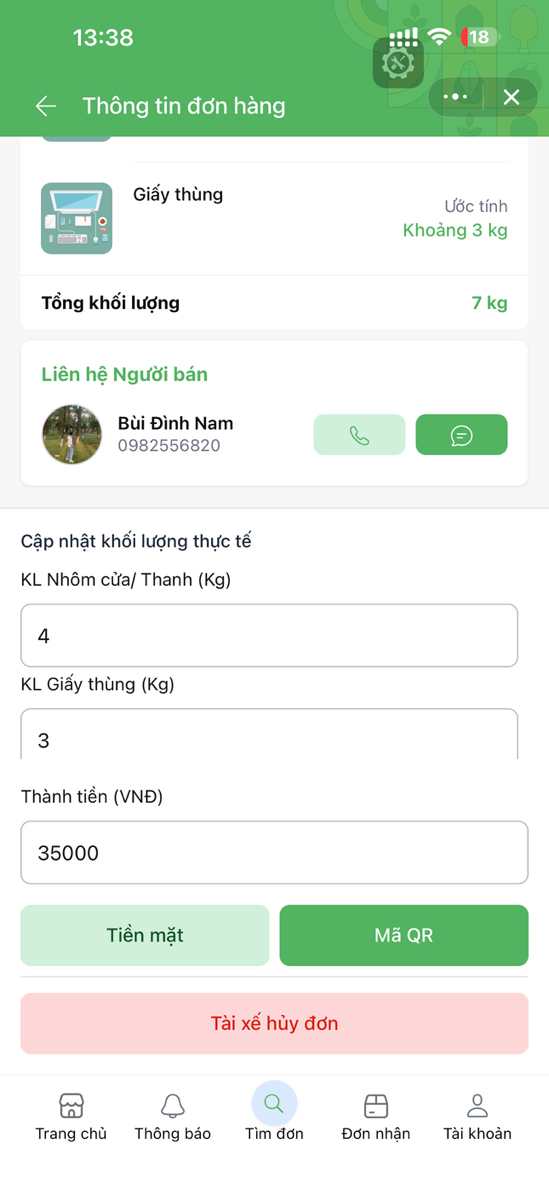 13:38
18
Thông tin đơn hàng
Giấy thùng
Ước tính
Khoảng 3 kg
Tổng khối lượng
7 kg
Liên hệ Người bán
Bùi Đình Nam
0982556820
Cập nhật khối lượng thực tế
KL Nhôm cửa/ Thanh (Kg)
4
KL Giấy thùng (Kg)
3
Thành tiền (VNĐ)
35000
Tiền mặt
Mã QR
Tài xế hủy đơn
Trang chủ
Thông báo
Tìm đơn
Đơn nhận
Tài khoản